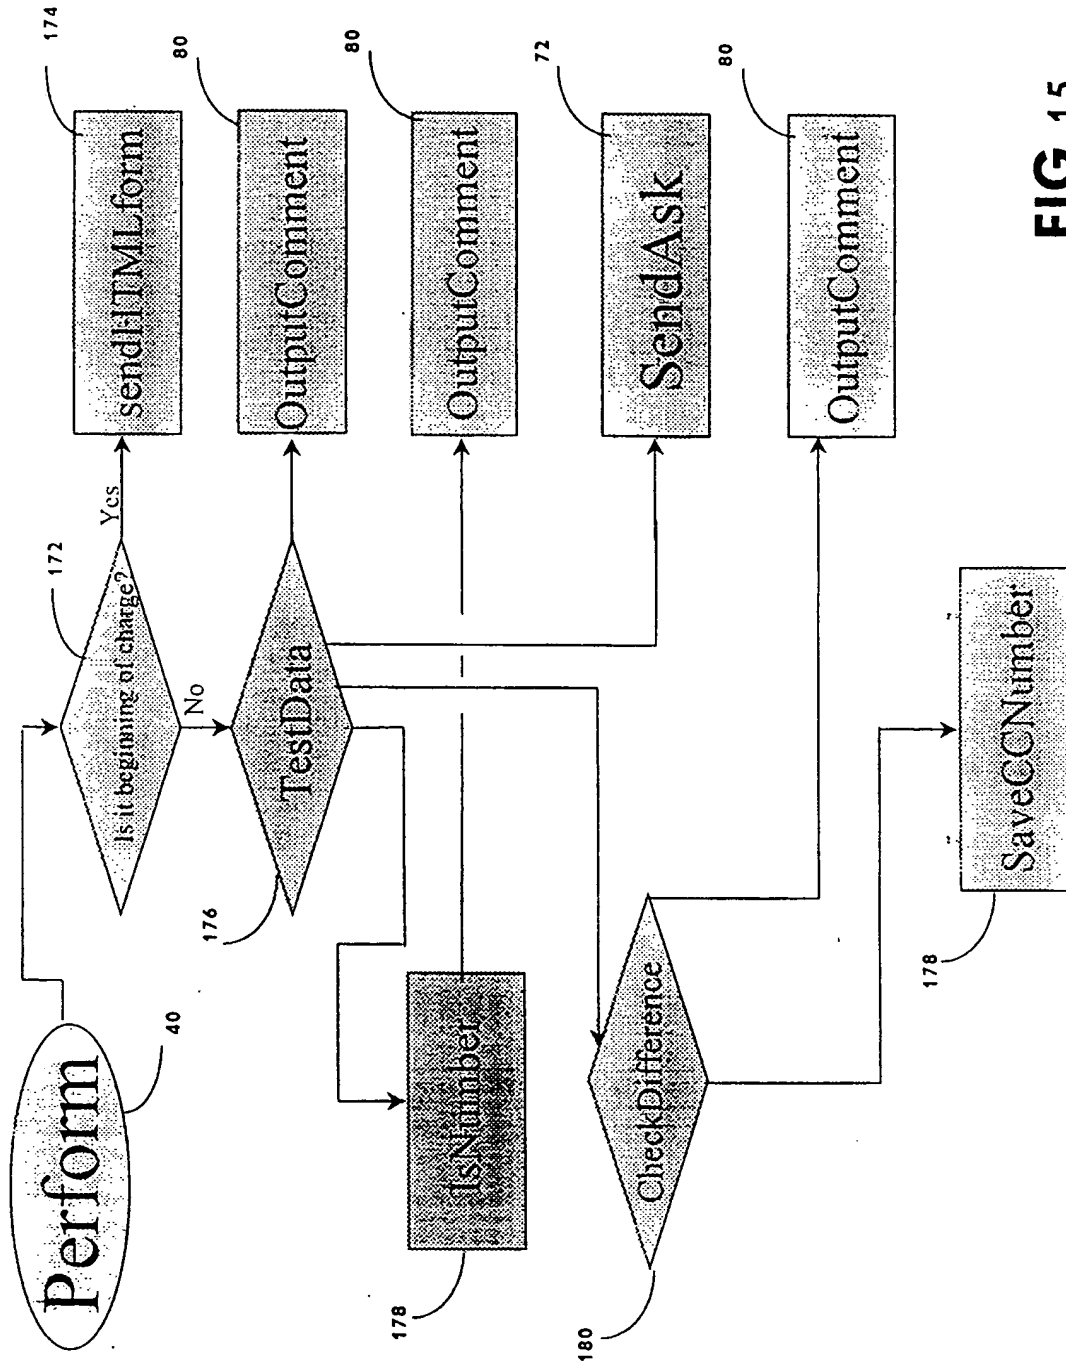 Perform
40
Is it beginning of charge?
172
Yes
No
sendHTMLform
174
TestData
176
OutputComment
80
IsNumber
178
OutputComment
80
SendAsk
72
CheckDifference
180
OutputComment
80
SaveCCNumber
178
FIG. 15